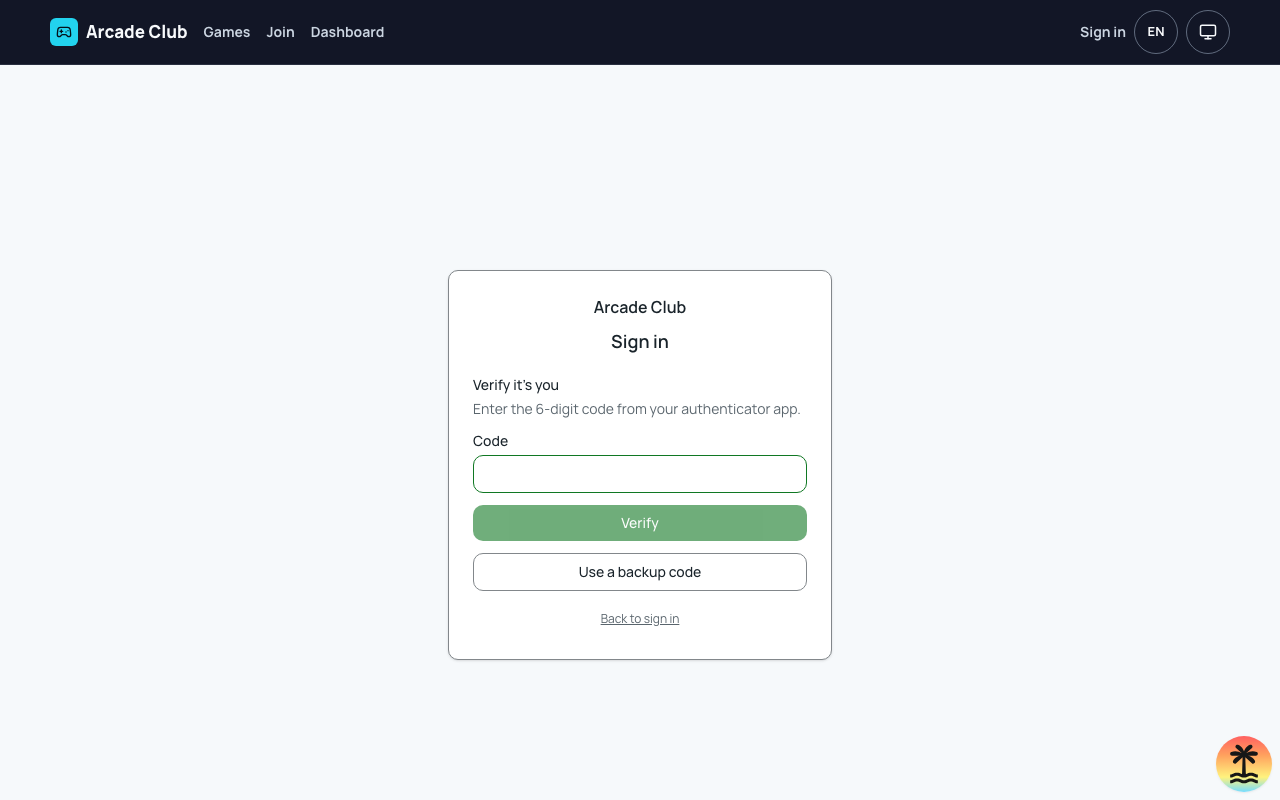 Arcade Club
Games
Join
Dashboard
Sign in
EN
Arcade Club
Sign in
Verify it's you
Enter the 6-digit code from your authenticator app.
Code
Verify
Use a backup code
Back to sign in